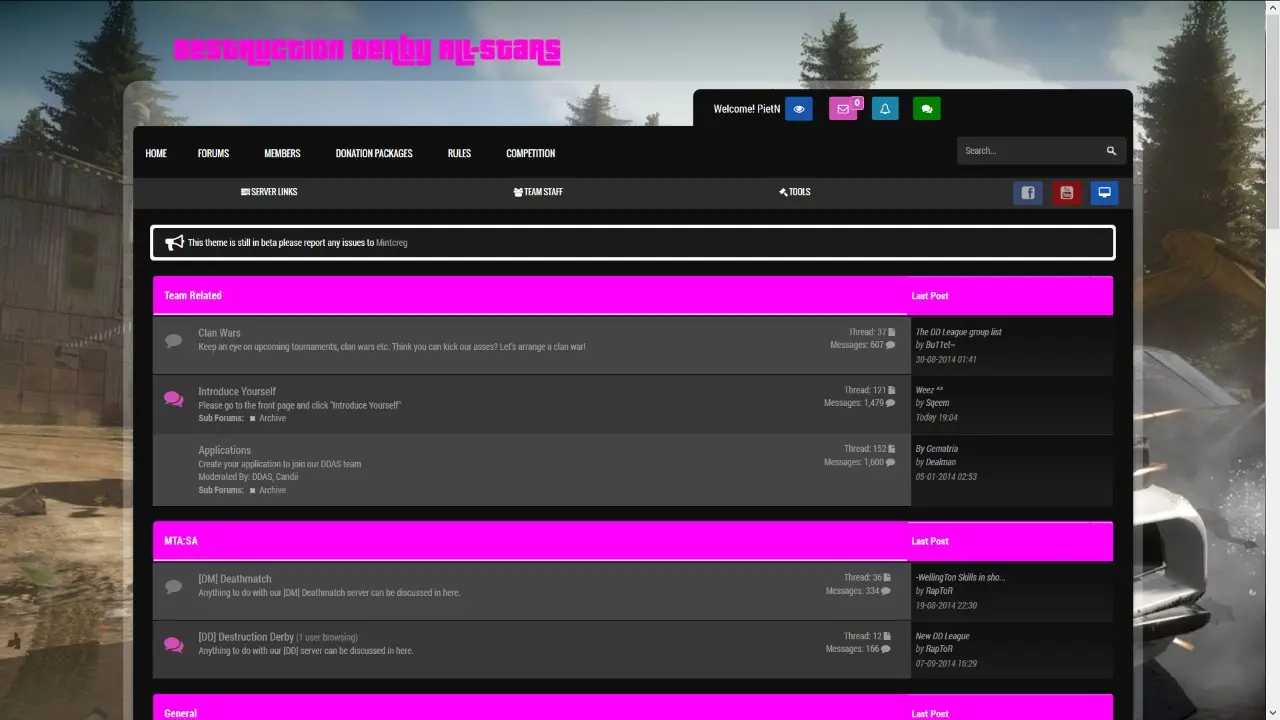 Destruction Derby All-Stars
Welcome! PietN
0
HOME FORUMS MEMBERS DONATION PACKAGES RULES COMPETITION
Search...
SERVER LINKS TEAM STAFF TOOLS
This theme is still in beta please report any issues to Mintcreg
Team Related Last Post
Clan Wars
Keep an eye on upcoming tournaments, clan wars etc. Think you can kick our asses? Let's arrange a clan war!
Thread: 37
Messages: 607
The DD League group list
by Bu11et~
30-08-2014 01:41
Introduce Yourself
Please go to the front page and click "Introduce Yourself"
Sub Forums: Archive
Thread: 121
Messages: 1,479
Weez ^^
by Sqeem
Today 19:04
Applications
Create your application to join our DDAS team
Moderated By: DDAS, Candii
Sub Forums: Archive
Thread: 152
Messages: 1,600
By Gematria
by Dealman
05-01-2014 02:53
MTA:SA Last Post
[DM] Deathmatch
Anything to do with our [DM] Deathmatch server can be discussed in here.
Thread: 36
Messages: 334
-WellingTon Skills in sho...
by RapToR
19-08-2014 22:30
[DD] Destruction Derby (1 user browsing)
Anything to do with our [DD] server can be discussed in here.
Thread: 12
Messages: 166
New DD League
by RapToR
07-09-2014 16:29
General Last Post